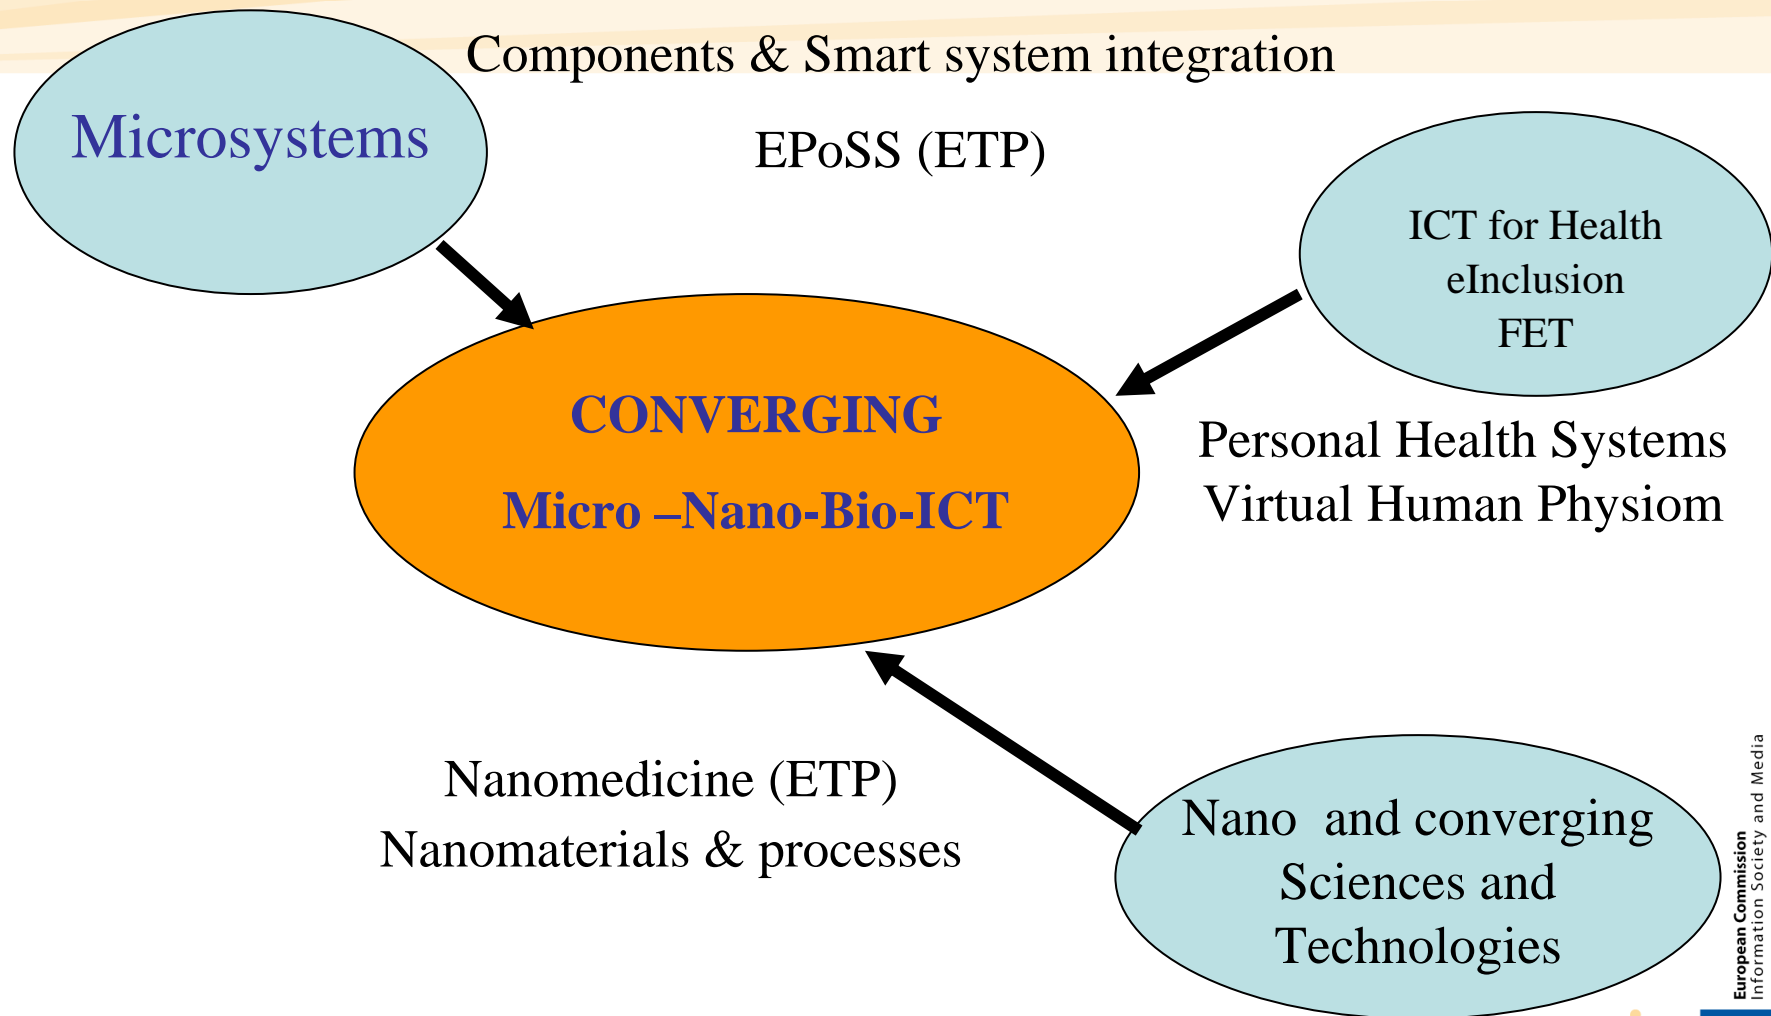 Components & Smart system integration
Microsystems
EPoSS (ETP)
ICT for Health
eInclusion
FET
CONVERGING
Micro –Nano-Bio-ICT
Personal Health Systems
Virtual Human Physiom
Nanomedicine (ETP)
Nanomaterials & processes
Nano  and converging
Sciences and
Technologies
European Commission
Information Society and Media